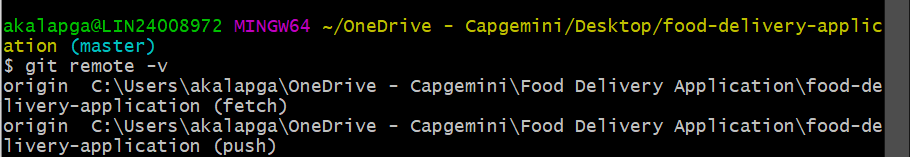 akalapga@LIN24008972 MINGW64 ~/OneDrive - Capgemini/Desktop/food-delivery-applic
ation (master)
$ git remote -v
origin  C:\Users\akalapga\OneDrive - Capgemini\Food Delivery Application\food-de
livery-application (fetch)
origin  C:\Users\akalapga\OneDrive - Capgemini\Food Delivery Application\food-de
livery-application (push)